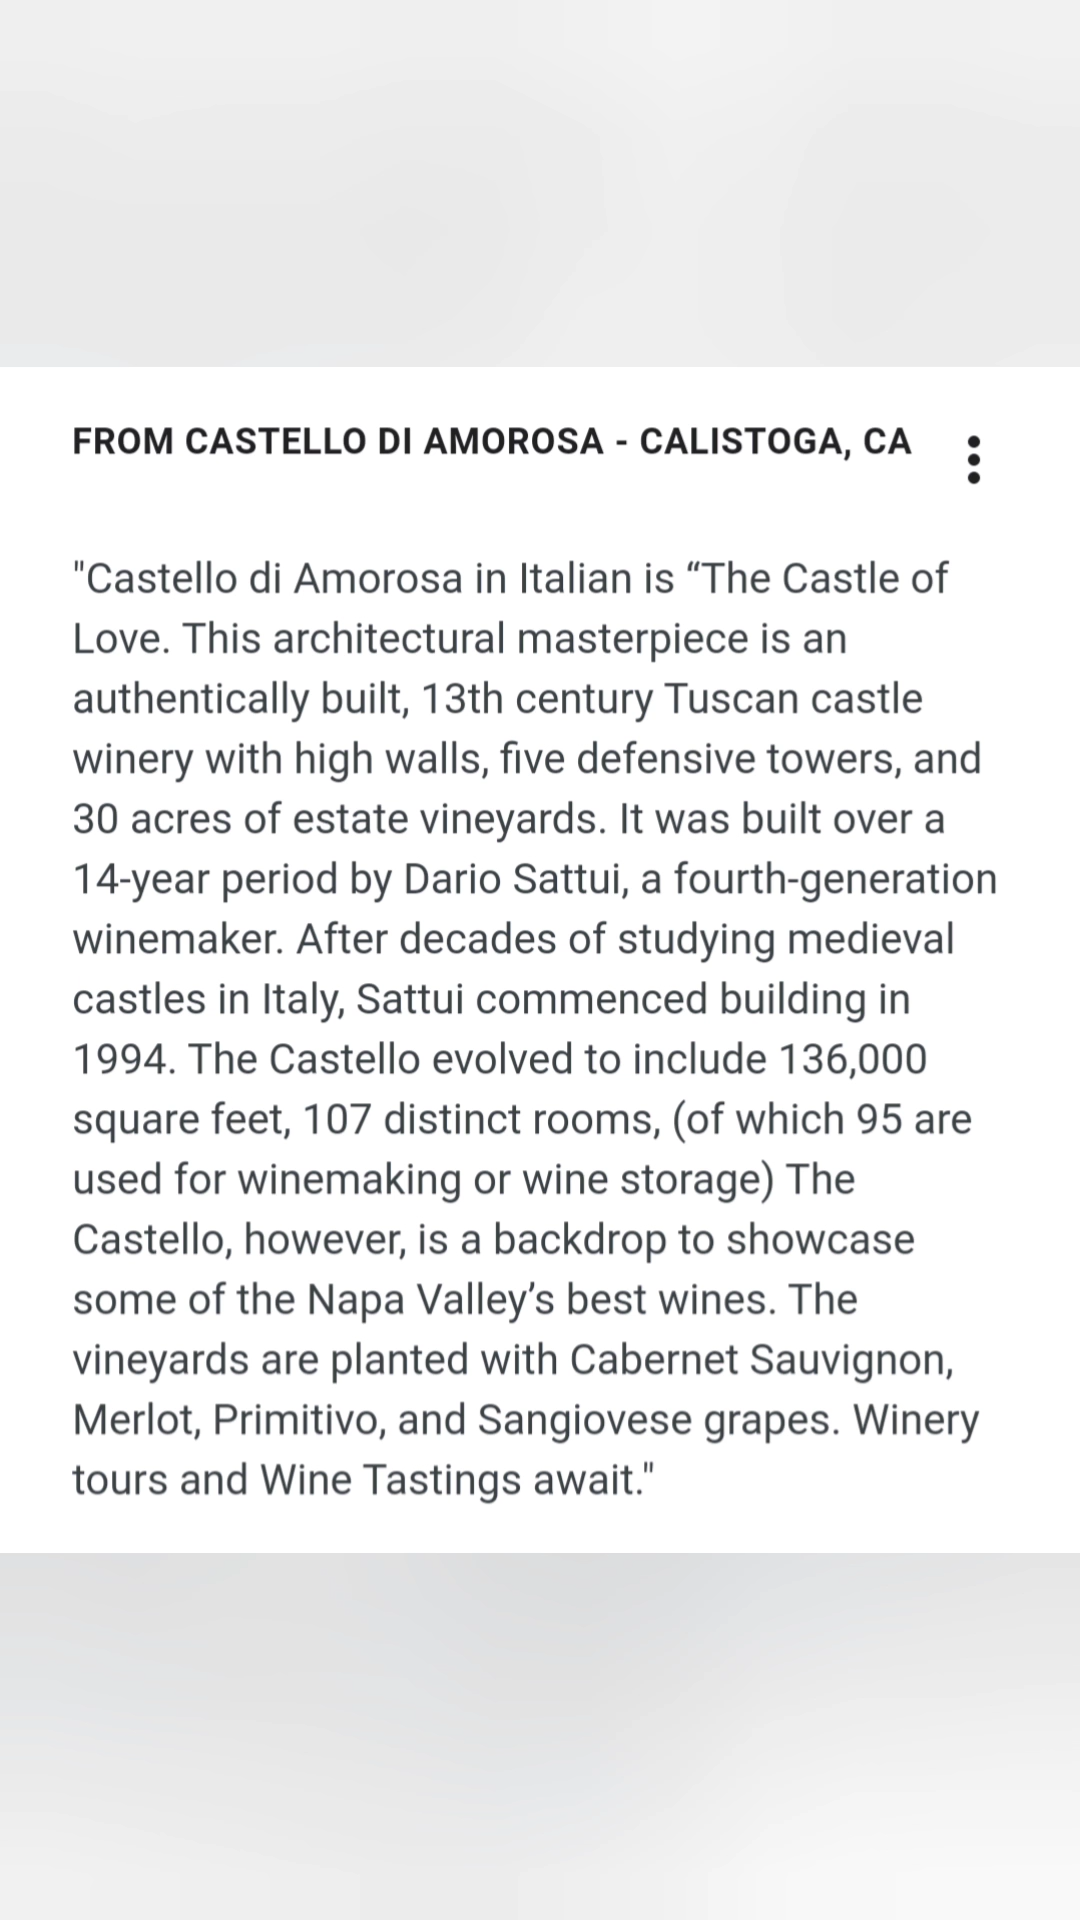 FROM CASTELLO DI AMOROSA - CALISTOGA, CA
"Castello di Amorosa in Italian is “The Castle of
Love. This architectural masterpiece is an
authentically built, 13th century Tuscan castle
winery with high walls, five defensive towers, and
30 acres of estate vineyards. It was built over a
14-year period by Dario Sattui, a fourth-generation
winemaker. After decades of studying medieval
castles in Italy, Sattui commenced building in
1994. The Castello evolved to include 136,000
square feet, 107 distinct rooms, (of which 95 are
used for winemaking or wine storage) The
Castello, however, is a backdrop to showcase
some of the Napa Valley’s best wines. The
vineyards are planted with Cabernet Sauvignon,
Merlot, Primitivo, and Sangiovese grapes. Winery
tours and Wine Tastings await."